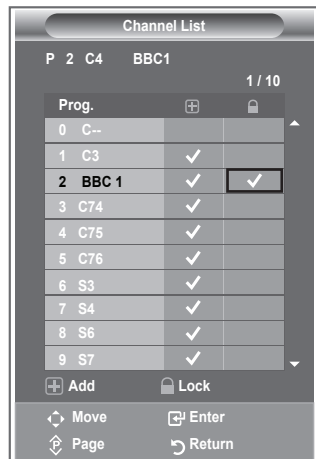 Channel List
P 2 C4 BBC1
1 / 10
Prog.
0 C--
1 C3
2 BBC 1
3 C74
4 C75
5 C76
6 S3
7 S4
8 S6
9 S7
Add Lock
Move Enter
P Page Return